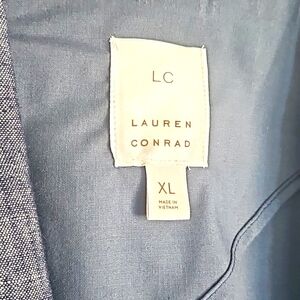 LC
LAUREN
CONRAD
XL
MADE IN
VIETNAM